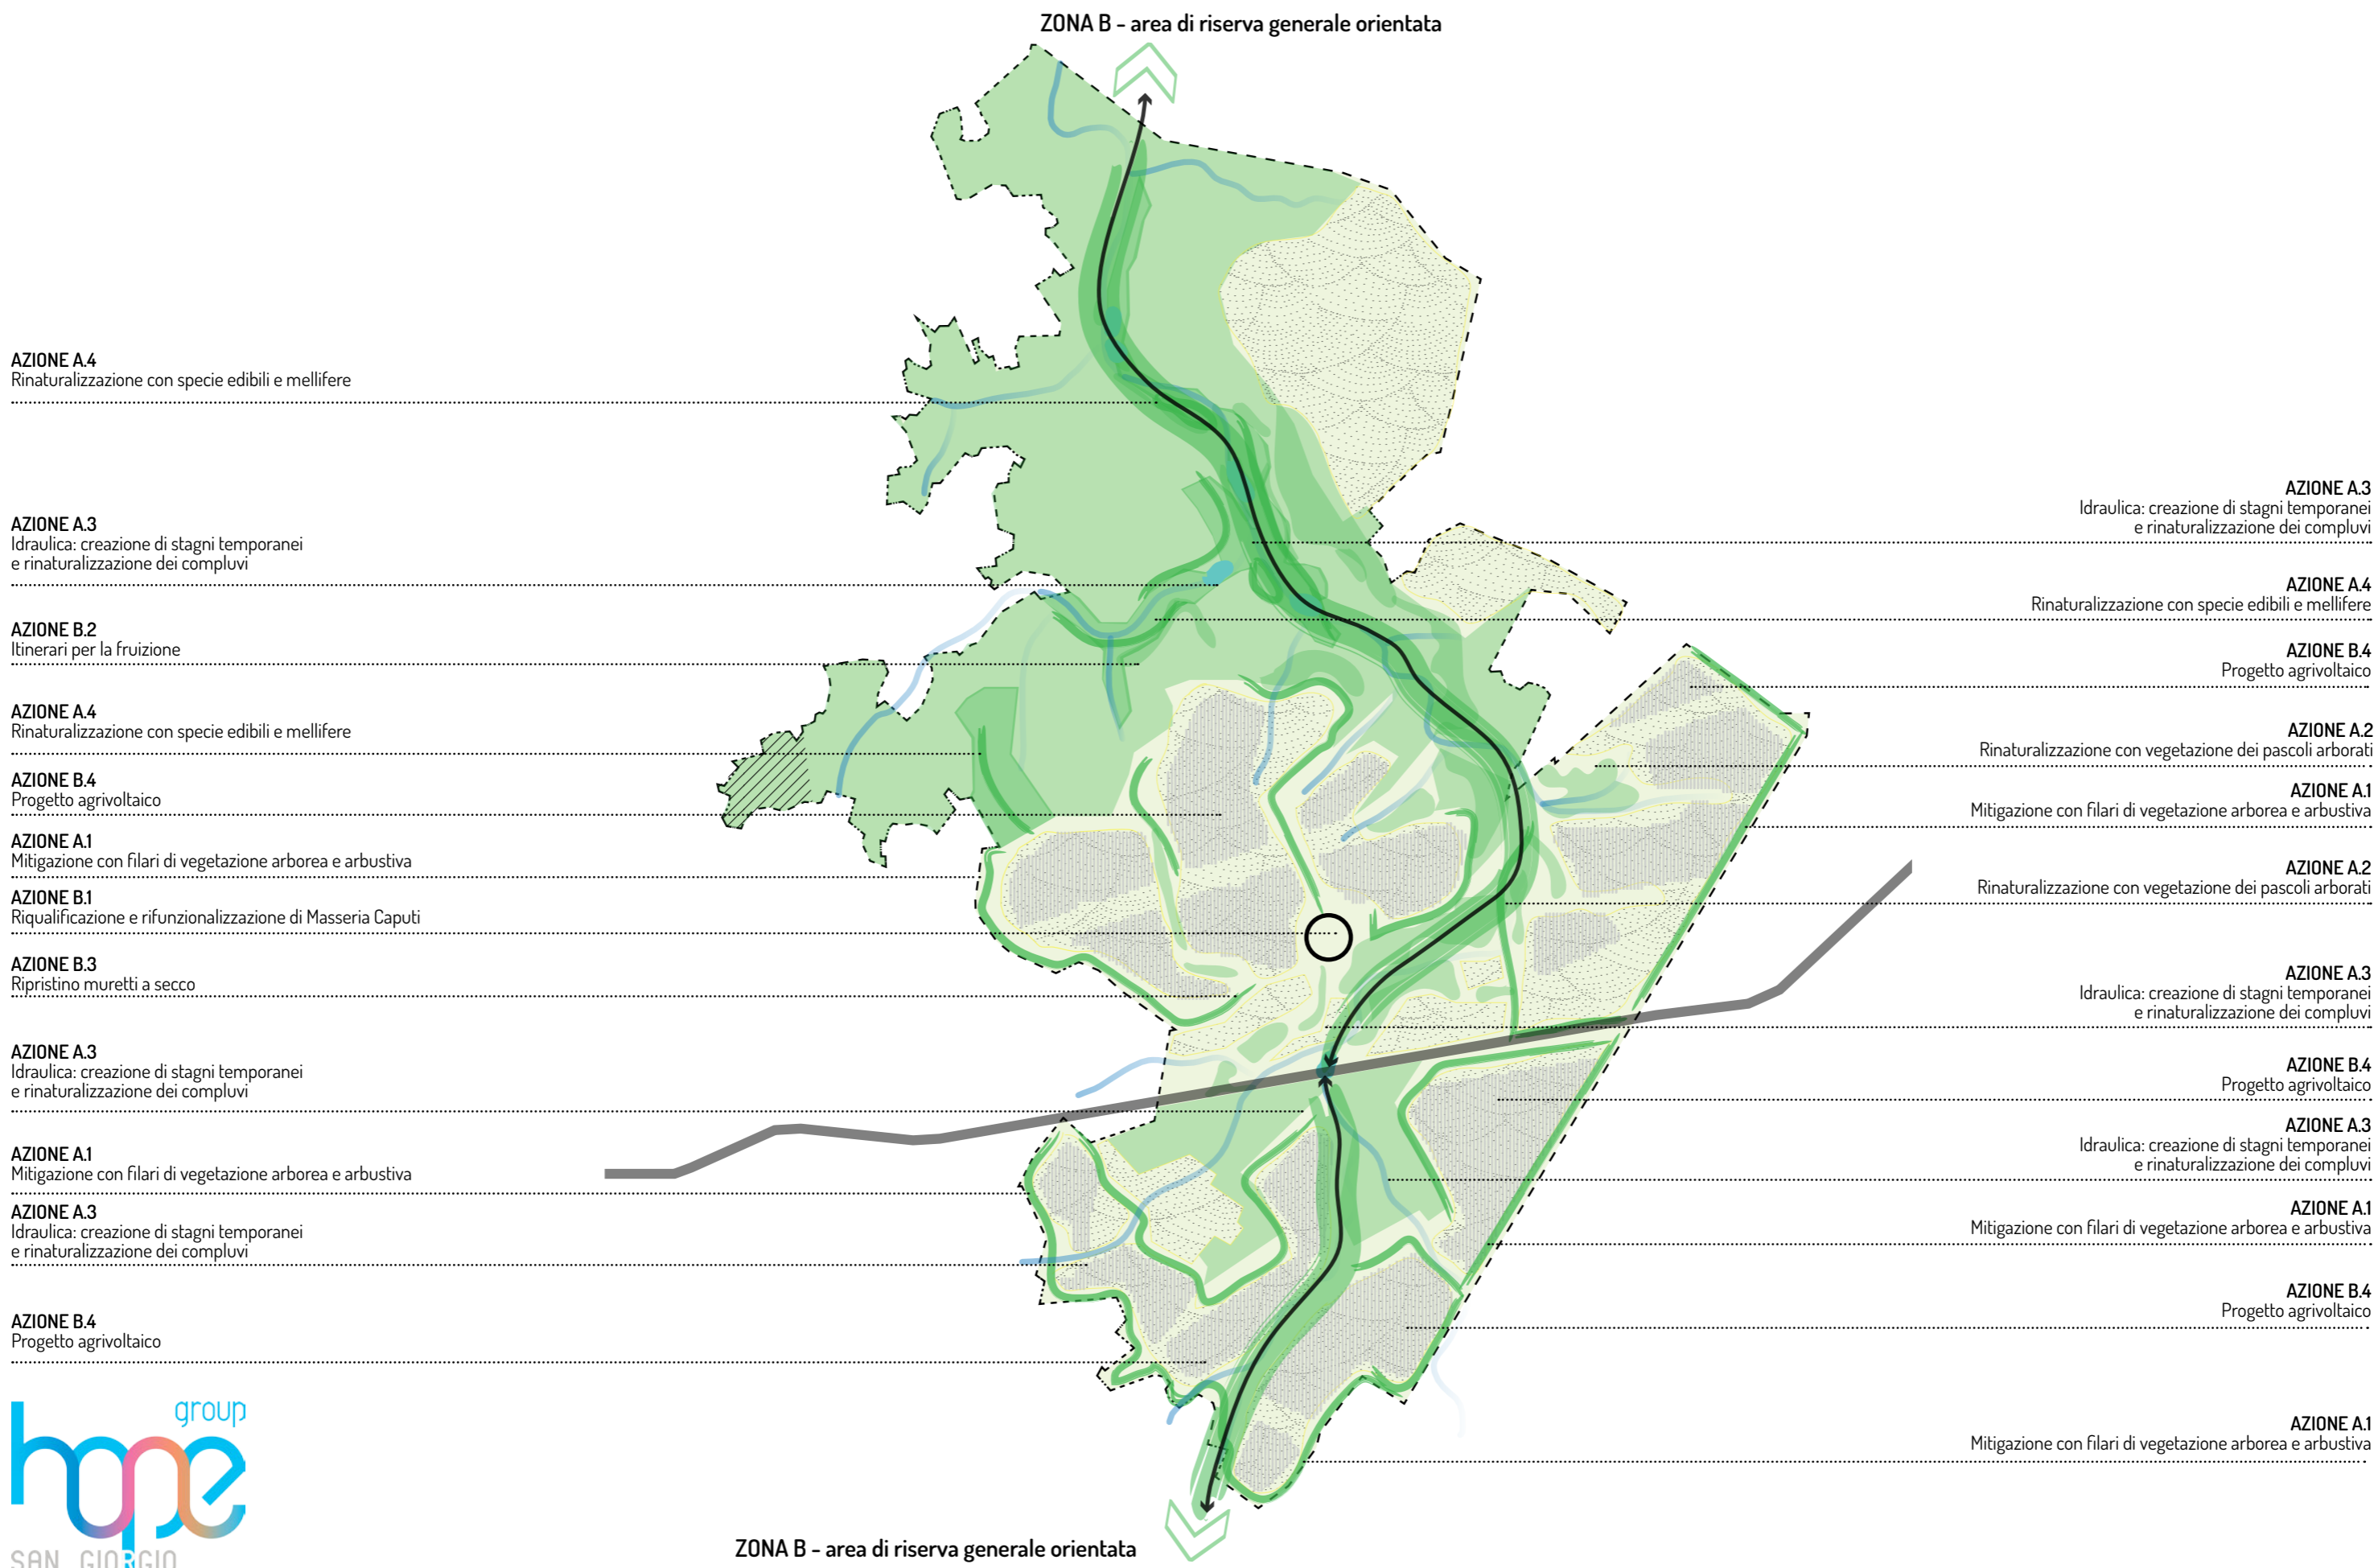 ZONA B - area di riserva generale orientata
AZIONE A.4
Rinaturalizzazione con specie edibili e mellifere
AZIONE A.3
Idraulica: creazione di stagni temporanei
e rinaturalizzazione dei compluvi
AZIONE B.2
Itinerari per la fruizione
AZIONE A.4
Rinaturalizzazione con specie edibili e mellifere
AZIONE B.4
Progetto agrivoltaico
AZIONE A.1
Mitigazione con filari di vegetazione arborea e arbustiva
AZIONE B.1
Riqualificazione e rifunzionalizzazione di Masseria Caputi
AZIONE B.3
Ripristino muretti a secco
AZIONE A.3
Idraulica: creazione di stagni temporanei
e rinaturalizzazione dei compluvi
AZIONE A.1
Mitigazione con filari di vegetazione arborea e arbustiva
AZIONE A.3
Idraulica: creazione di stagni temporanei
e rinaturalizzazione dei compluvi
AZIONE B.4
Progetto agrivoltaico
AZIONE A.3
Idraulica: creazione di stagni temporanei
e rinaturalizzazione dei compluvi
AZIONE A.4
Rinaturalizzazione con specie edibili e mellifere
AZIONE B.4
Progetto agrivoltaico
AZIONE A.2
Rinaturalizzazione con vegetazione dei pascoli arborati
AZIONE A.1
Mitigazione con filari di vegetazione arborea e arbustiva
AZIONE A.2
Rinaturalizzazione con vegetazione dei pascoli arborati
AZIONE A.3
Idraulica: creazione di stagni temporanei
e rinaturalizzazione dei compluvi
AZIONE B.4
Progetto agrivoltaico
AZIONE A.3
Idraulica: creazione di stagni temporanei
e rinaturalizzazione dei compluvi
AZIONE A.1
Mitigazione con filari di vegetazione arborea e arbustiva
AZIONE B.4
Progetto agrivoltaico
AZIONE A.1
Mitigazione con filari di vegetazione arborea e arbustiva
group
hope
SAN GIORGIO
ZONA B - area di riserva generale orientata